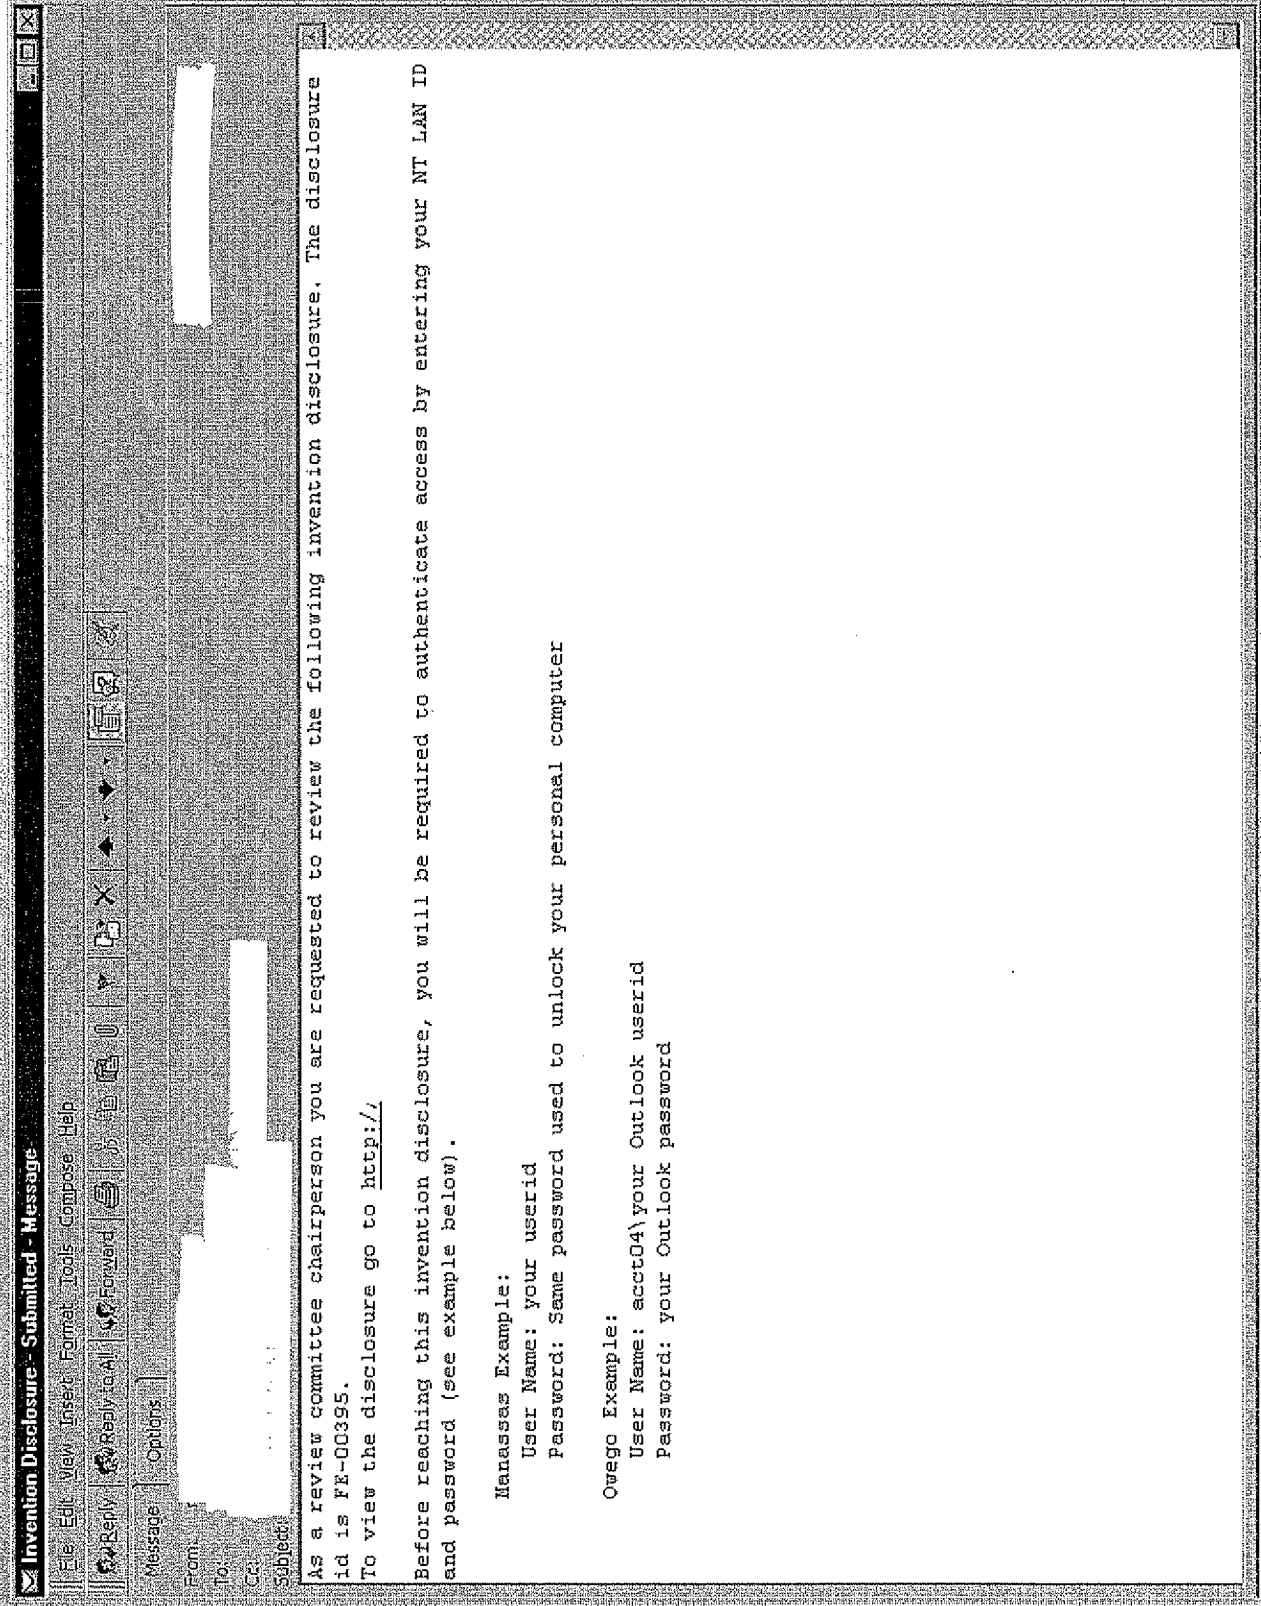 Invention Disclosure - Submitted - Message
File Edit View Insert Format Tools Compose Help
Reply Reply to All Forward
Message Options
From:
To:
Cc:
Subject:
As a review committee chairperson you are requested to review the following invention disclosure. The disclosure
id is FE-00395.
To view the disclosure go to http://
Before reaching this invention disclosure, you will be required to authenticate access by entering your NT LAN ID
and password (see example below).
Manassas Example:
User Name: your userid
Password: Same password used to unlock your personal computer
Owego Example:
User Name: acct04\your Outlook userid
Password: your Outlook password